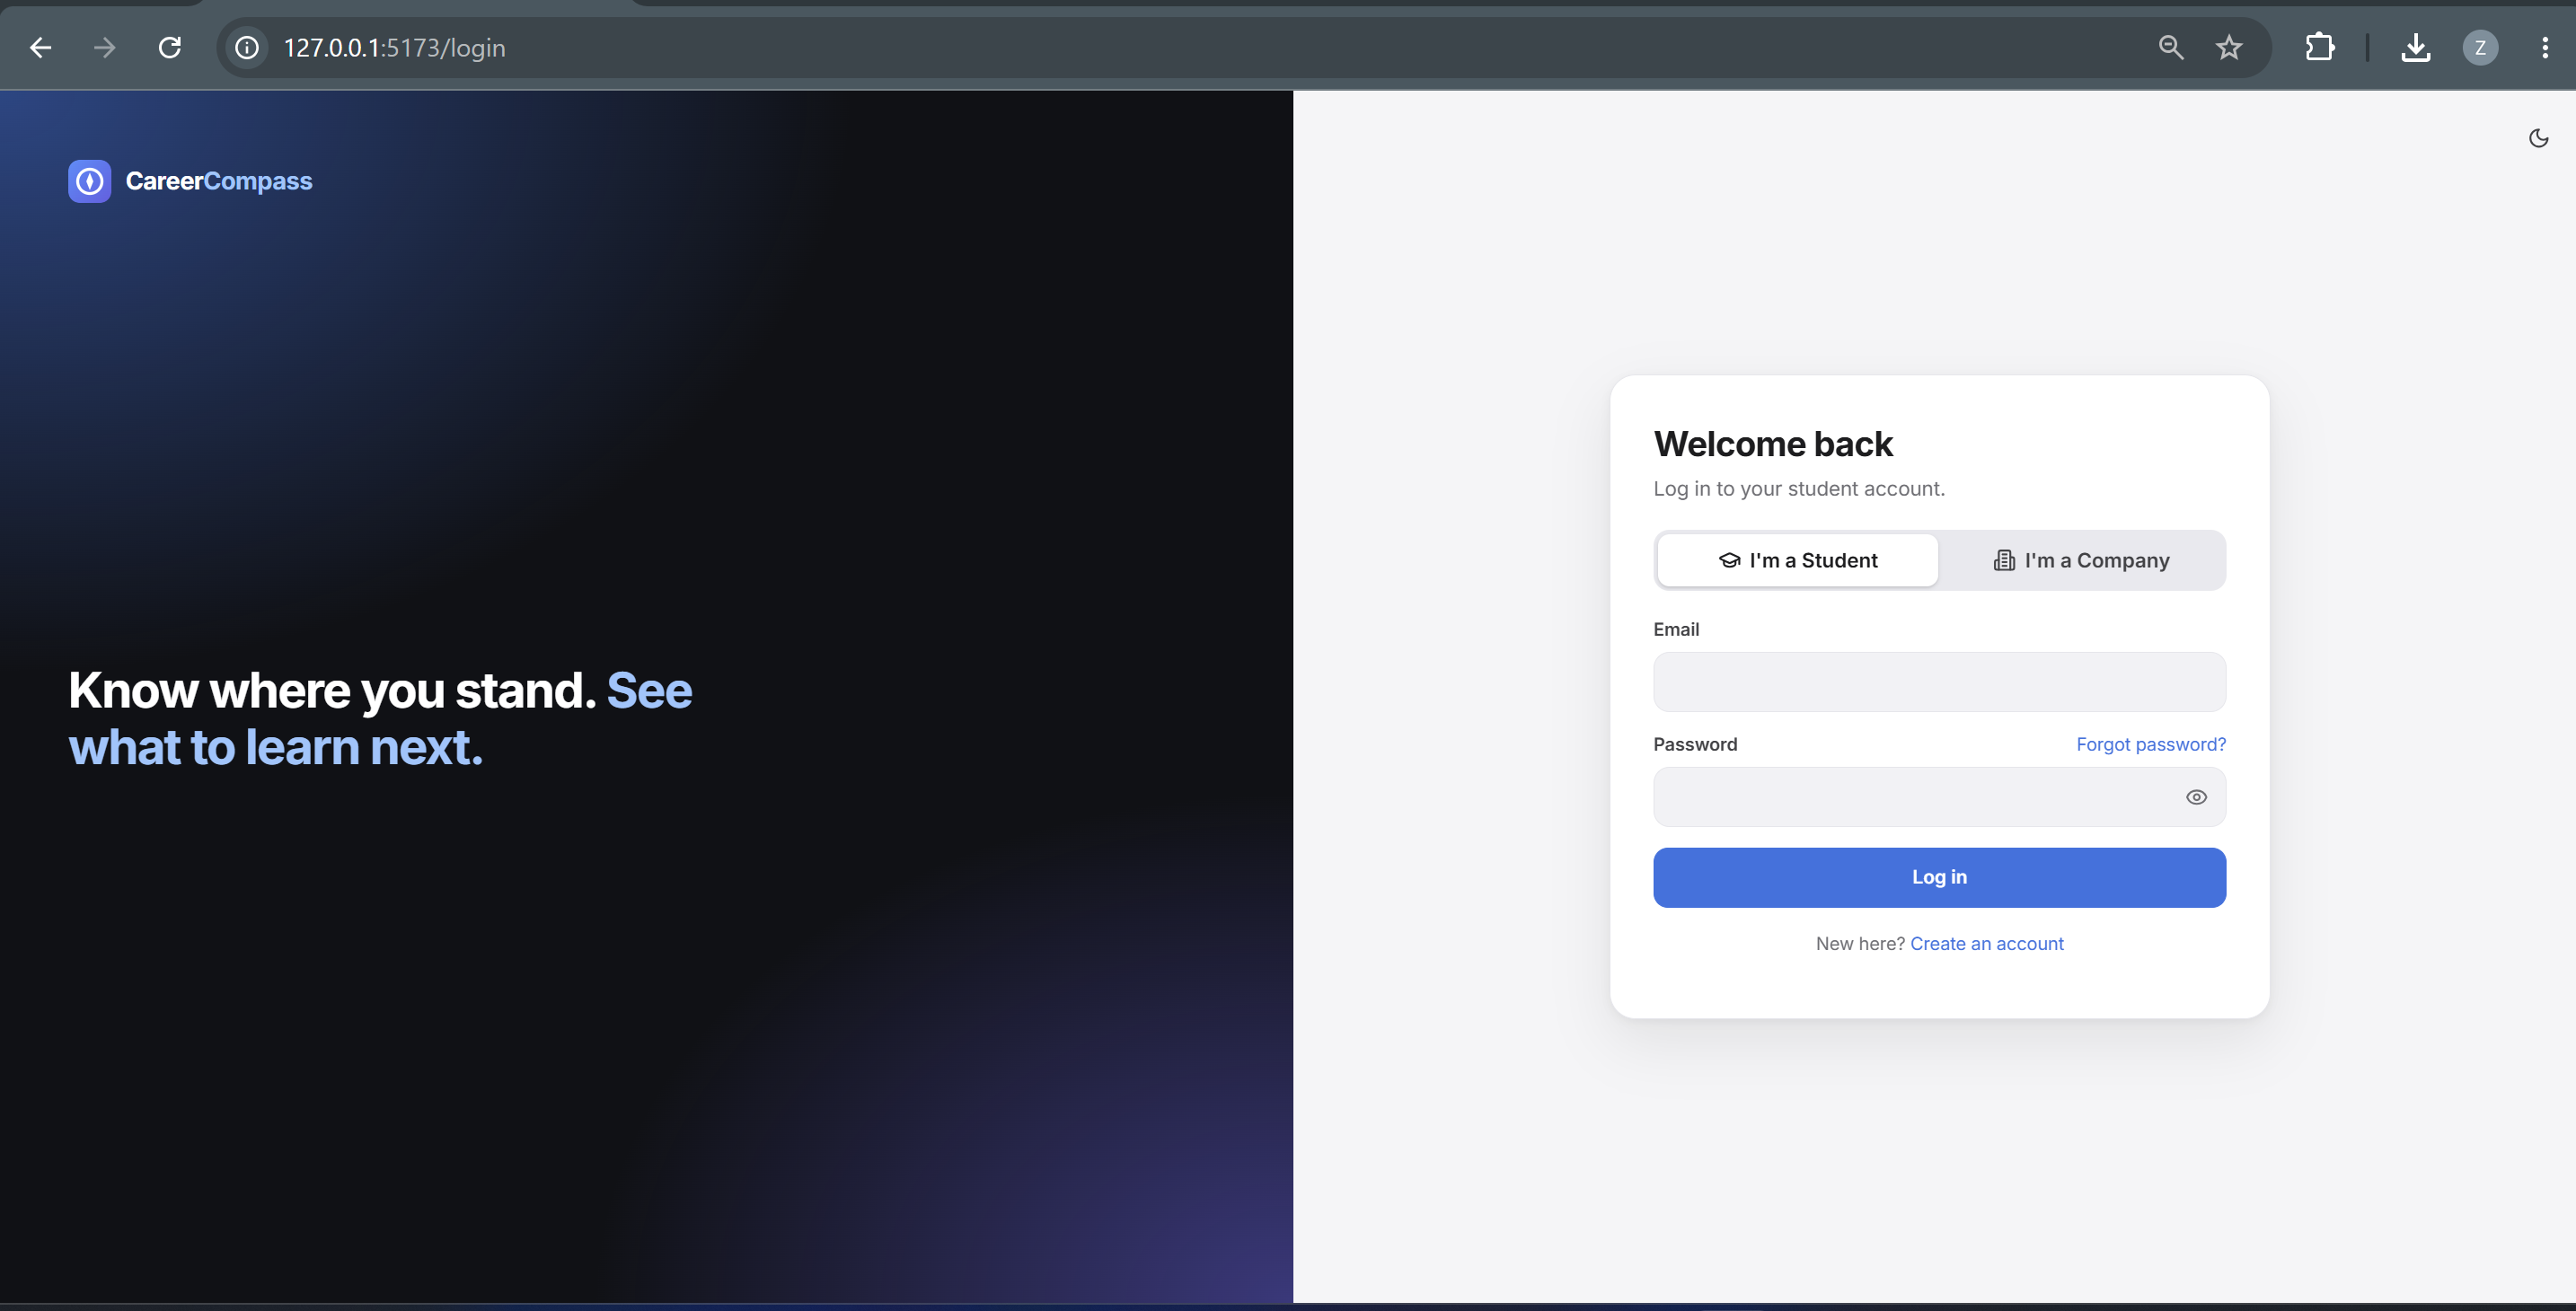 127.0.0.1:5173/login
Z
CareerCompass
Know where you stand. See
what to learn next.
Welcome back
Log in to your student account.
I'm a Student
I'm a Company
Email
Password
Forgot password?
Log in
New here? Create an account